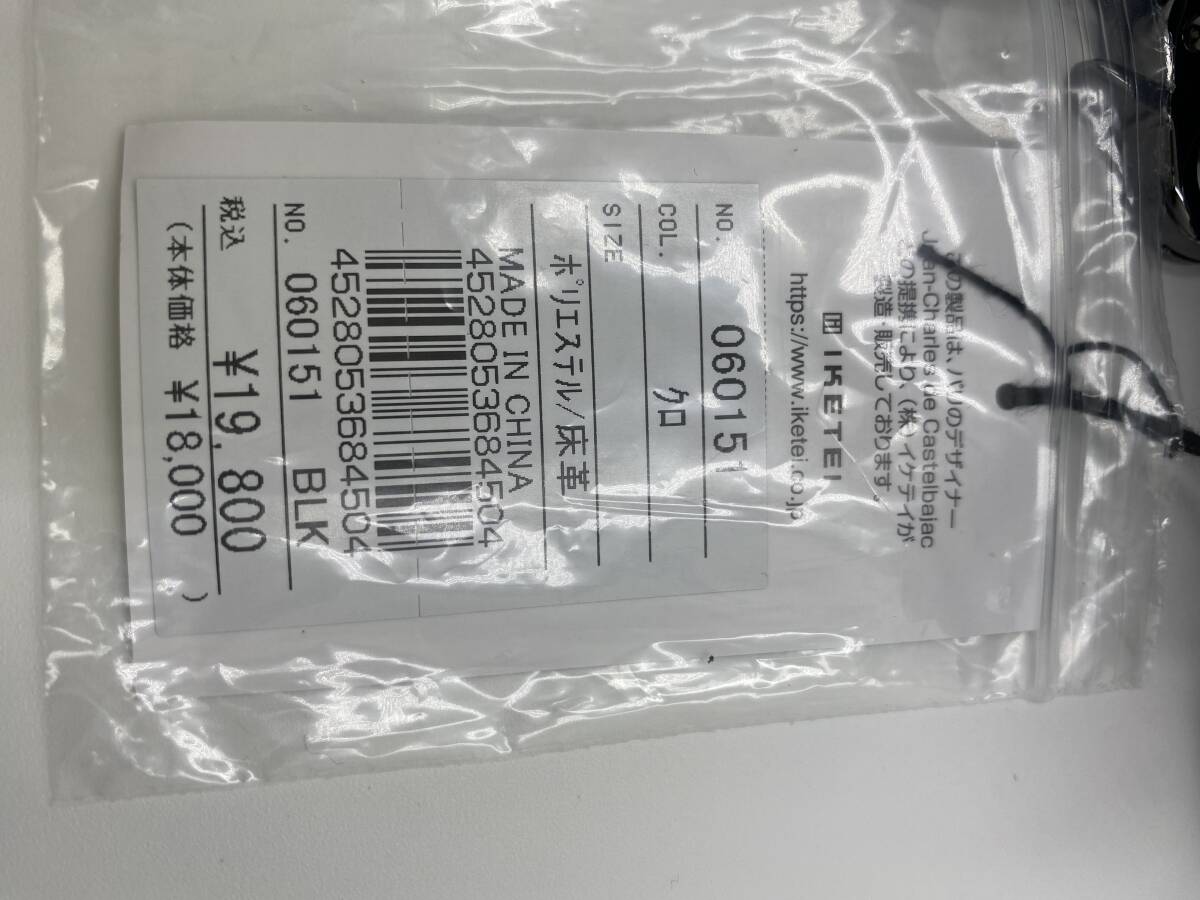 この製品は、パリのデザイナー
Jean-Charles de Castelbajac
との提携により、(株)イケテイが
製造・販売しております。
IKETEI
https://www.iketei.co.jp
NO. 060151
COL. クロ
SIZE
ポリエステル/床革
MADE IN CHINA
4528053684504
4528053684504
NO. 060151 BLK
税込 ¥19,800
(本体価格 ¥18,000 )